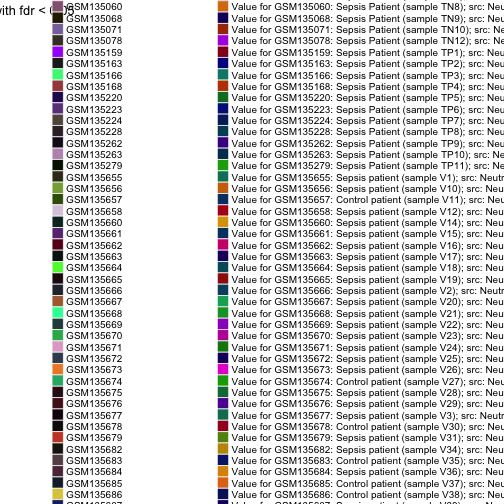 with fdr < 0.05
GSM135060 Value for GSM135060: Sepsis Patient (sample TN8); src: Ne
GSM135068 Value for GSM135068: Sepsis Patient (sample TN9); src: Ne
GSM135071 Value for GSM135071: Sepsis Patient (sample TN10); src: Ne
GSM135078 Value for GSM135078: Sepsis Patient (sample TN12); src: Ne
GSM135159 Value for GSM135159: Sepsis Patient (sample TP1); src: Neu
GSM135163 Value for GSM135163: Sepsis Patient (sample TP2); src: Neu
GSM135166 Value for GSM135166: Sepsis Patient (sample TP3); src: Neu
GSM135168 Value for GSM135168: Sepsis Patient (sample TP4); src: Neu
GSM135220 Value for GSM135220: Sepsis Patient (sample TP5); src: Neu
GSM135223 Value for GSM135223: Sepsis Patient (sample TP6); src: Neu
GSM135224 Value for GSM135224: Sepsis Patient (sample TP7); src: Neu
GSM135228 Value for GSM135228: Sepsis Patient (sample TP8); src: Neu
GSM135262 Value for GSM135262: Sepsis Patient (sample TP9); src: Neu
GSM135263 Value for GSM135263: Sepsis Patient (sample TP10); src: Ne
GSM135279 Value for GSM135279: Sepsis Patient (sample TP11); src: Ne
GSM135655 Value for GSM135655: Sepsis patient (sample V1); src: Neutr
GSM135656 Value for GSM135656: Sepsis patient (sample V10); src: Neu
GSM135657 Value for GSM135657: Control patient (sample V11); src: Neu
GSM135658 Value for GSM135658: Sepsis patient (sample V12); src: Neu
GSM135660 Value for GSM135660: Sepsis patient (sample V14); src: Neu
GSM135661 Value for GSM135661: Sepsis patient (sample V15); src: Neu
GSM135662 Value for GSM135662: Sepsis patient (sample V16); src: Neu
GSM135663 Value for GSM135663: Sepsis patient (sample V17); src: Neu
GSM135664 Value for GSM135664: Sepsis patient (sample V18); src: Neu
GSM135665 Value for GSM135665: Sepsis patient (sample V19); src: Neu
GSM135666 Value for GSM135666: Sepsis patient (sample V2); src: Neutr
GSM135667 Value for GSM135667: Sepsis patient (sample V20); src: Neu
GSM135668 Value for GSM135668: Sepsis patient (sample V21); src: Neu
GSM135669 Value for GSM135669: Sepsis patient (sample V22); src: Neu
GSM135670 Value for GSM135670: Sepsis patient (sample V23); src: Neu
GSM135671 Value for GSM135671: Sepsis patient (sample V24); src: Neu
GSM135672 Value for GSM135672: Sepsis patient (sample V25); src: Neu
GSM135673 Value for GSM135673: Sepsis patient (sample V26); src: Neu
GSM135674 Value for GSM135674: Control patient (sample V27); src: Neu
GSM135675 Value for GSM135675: Sepsis patient (sample V28); src: Neu
GSM135676 Value for GSM135676: Sepsis patient (sample V29); src: Neu
GSM135677 Value for GSM135677: Sepsis patient (sample V3); src: Neutr
GSM135678 Value for GSM135678: Control patient (sample V30); src: Neu
GSM135679 Value for GSM135679: Sepsis patient (sample V31); src: Neu
GSM135682 Value for GSM135682: Sepsis patient (sample V34); src: Neu
GSM135683 Value for GSM135683: Control patient (sample V35); src: Neu
GSM135684 Value for GSM135684: Sepsis patient (sample V36); src: Neu
GSM135685 Value for GSM135685: Control patient (sample V37); src: Neu
GSM135686 Value for GSM135686: Control patient (sample V38); src: Neu